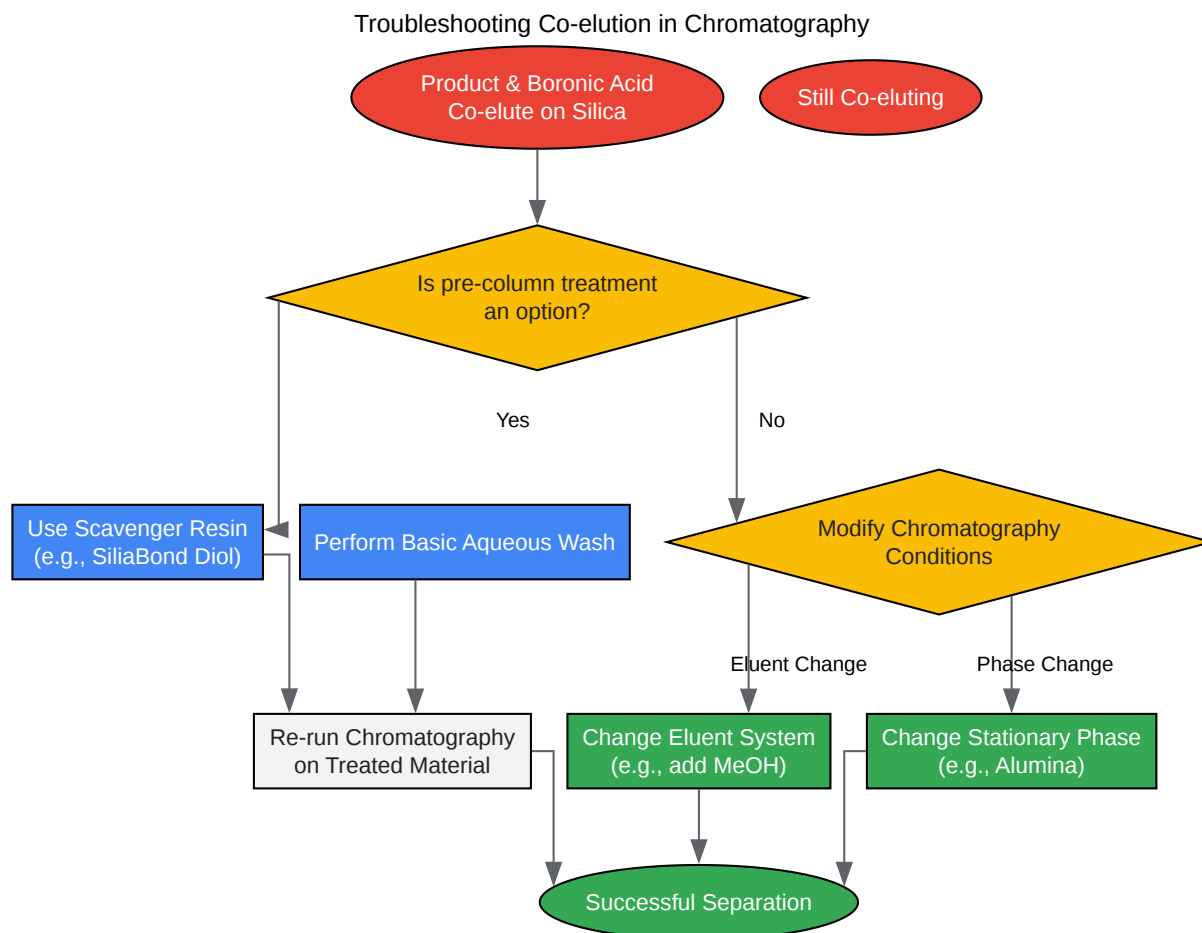 Troubleshooting Co-elution in Chromatography
Product & Boronic Acid
Co-elute on Silica
Still Co-eluting
Is pre-column treatment
an option?
Yes
No
Use Scavenger Resin
(e.g., SiliaBond Diol)
Perform Basic Aqueous Wash
Modify Chromatography
Conditions
Eluent Change
Phase Change
Re-run Chromatography
on Treated Material
Change Eluent System
(e.g., add MeOH)
Change Stationary Phase
(e.g., Alumina)
Successful Separation